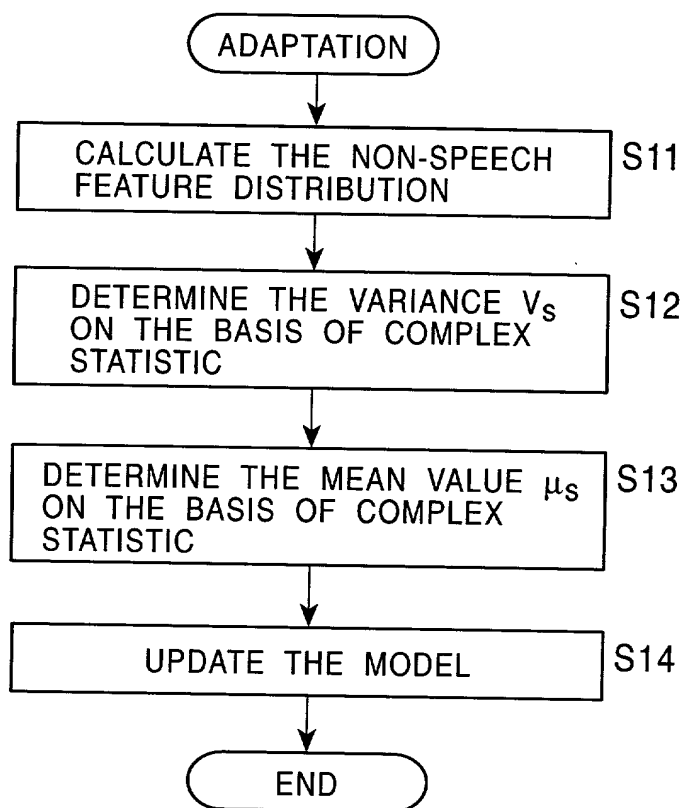 ADAPTATION
CALCULATE THE NON-SPEECH
FEATURE DISTRIBUTION
S11
DETERMINE THE VARIANCE VS
ON THE BASIS OF COMPLEX
STATISTIC
S12
DETERMINE THE MEAN VALUE μS
ON THE BASIS OF COMPLEX
STATISTIC
S13
UPDATE THE MODEL
S14
END